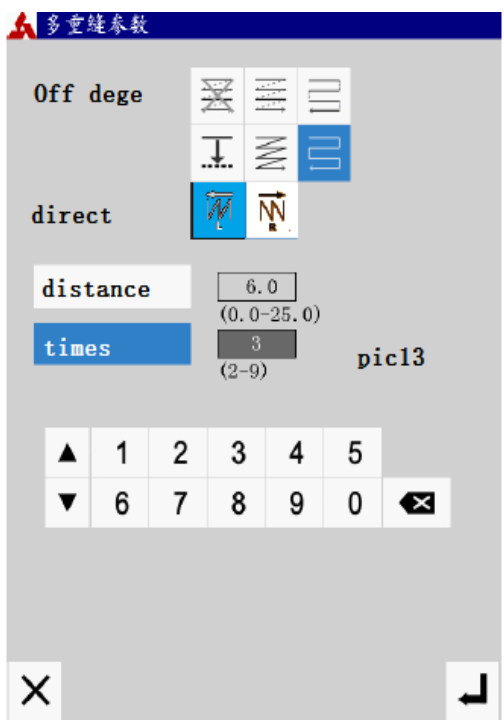 多重缝参数
Off dege
direct
L R
distance 6.0
(0.0-25.0)
times 3
(2-9)
pic13
1 2 3 4 5
6 7 8 9 0